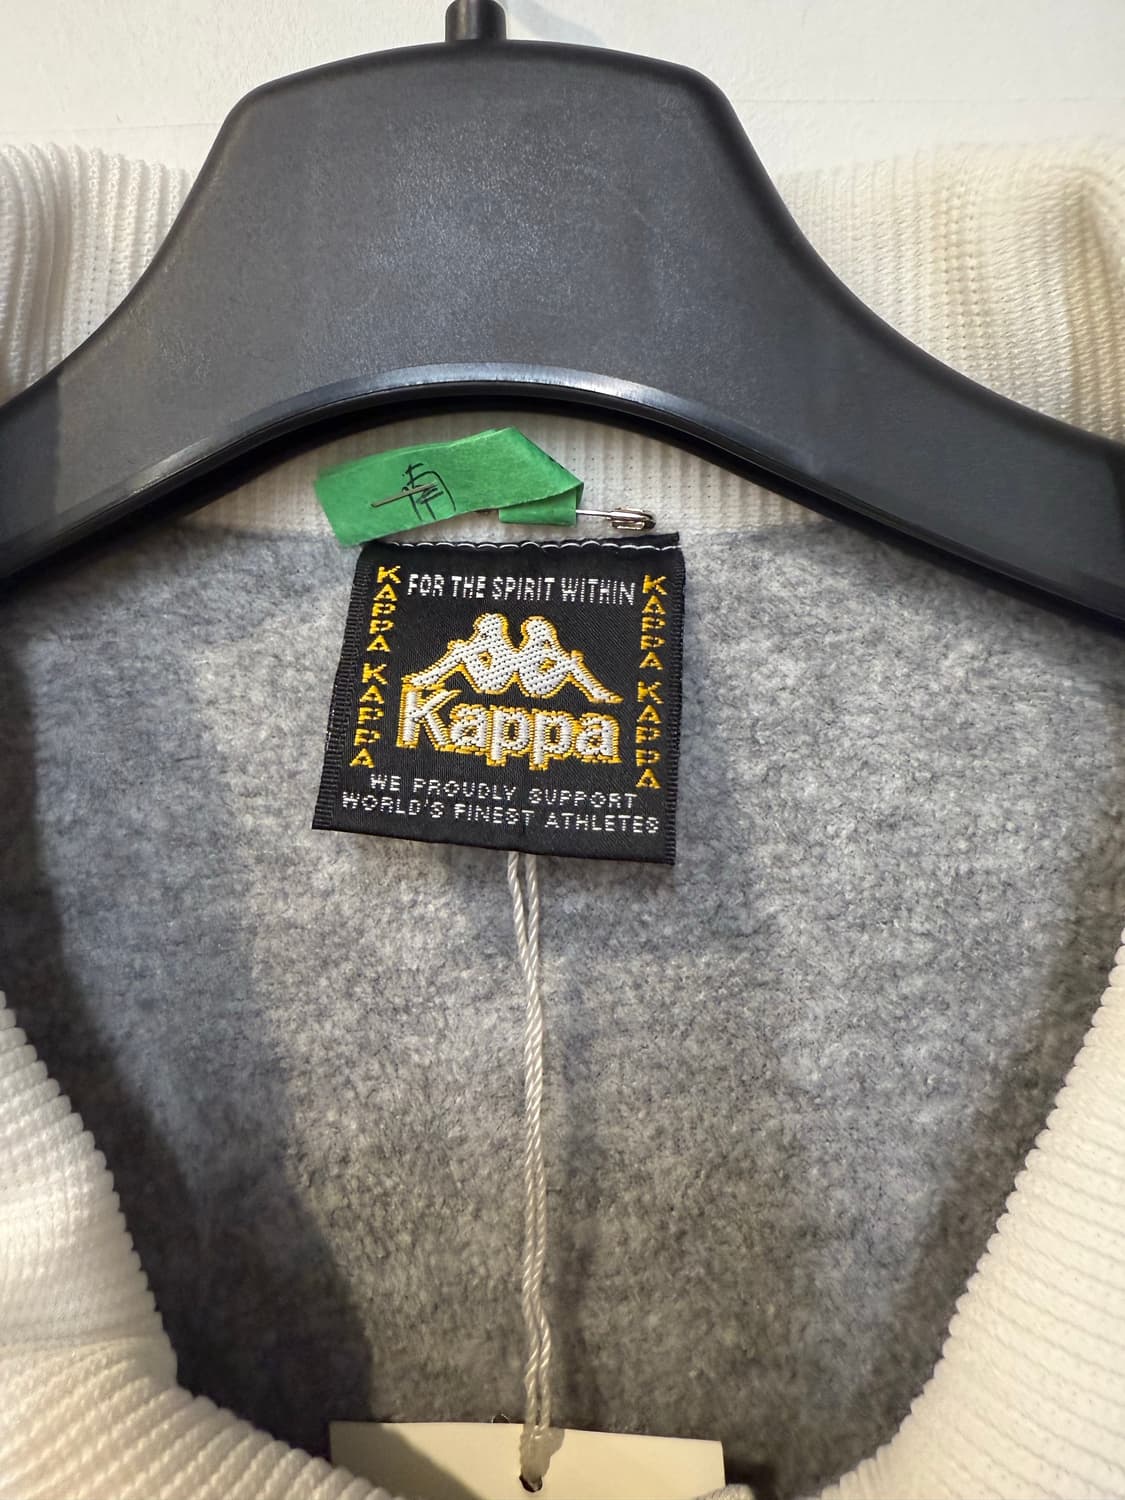 FOR THE SPIRIT WITHIN
KAPPA KAPPA
KAPPA KAPPA
Kappa
WE PROUDLY SUPPORT
WORLD'S FINEST ATHLETES